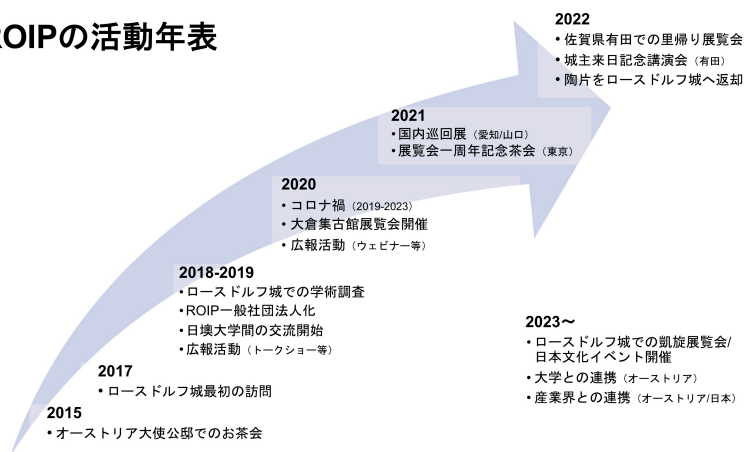 ROIPの活動年表
2022
• 佐賀県有田での里帰り展覧会
• 城主来日記念講演会（有田）
• 陶片をロースドルフ城へ返却
2021
• 国内巡回展（愛知/山口）
• 展覧会一周年記念茶会（東京）
2020
• コロナ禍（2019-2023）
• 大倉集古館展覧会開催
• 広報活動（ウェビナー等）
2018-2019
• ロースドルフ城での学術調査
• ROIP一般社団法人化
• 日墺大学間の交流開始
• 広報活動（トークショー等）
2017
• ロースドルフ城最初の訪問
2015
• オーストリア大使公邸でのお茶会
2023〜
• ロースドルフ城での凱旋展覧会/
日本文化イベント開催
• 大学との連携（オーストリア）
• 産業界との連携（オーストリア/日本）